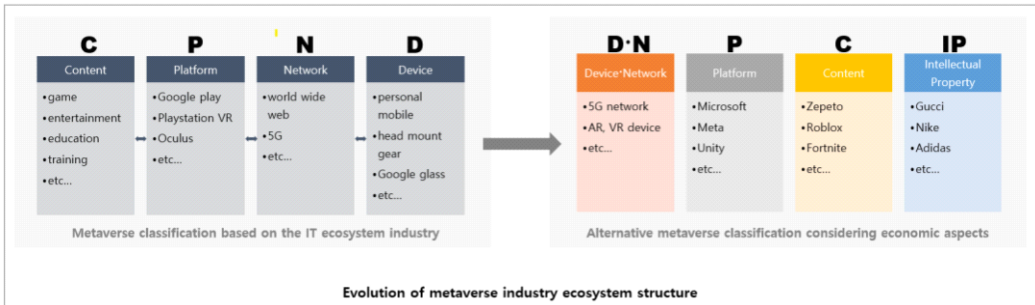 C P N D
Content Platform Network Device
•game
•entertainment
•education
•training
•etc...
•Google play
•Playstation VR
•Oculus
•etc...
•world wide
web
•5G
•etc...
•personal
mobile
•head mount
gear
•Google glass
•etc...
Metaverse classification based on the IT ecosystem industry
D·N P C IP
Device·Network Platform Content Intellectual
Property
•5G network
•AR, VR device
•etc...
•Microsoft
•Meta
•Unity
•etc...
•Zepeto
•Roblox
•Fortnite
•etc...
•Gucci
•Nike
•Adidas
•etc...
Alternative metaverse classification considering economic aspects
Evolution of metaverse industry ecosystem structure